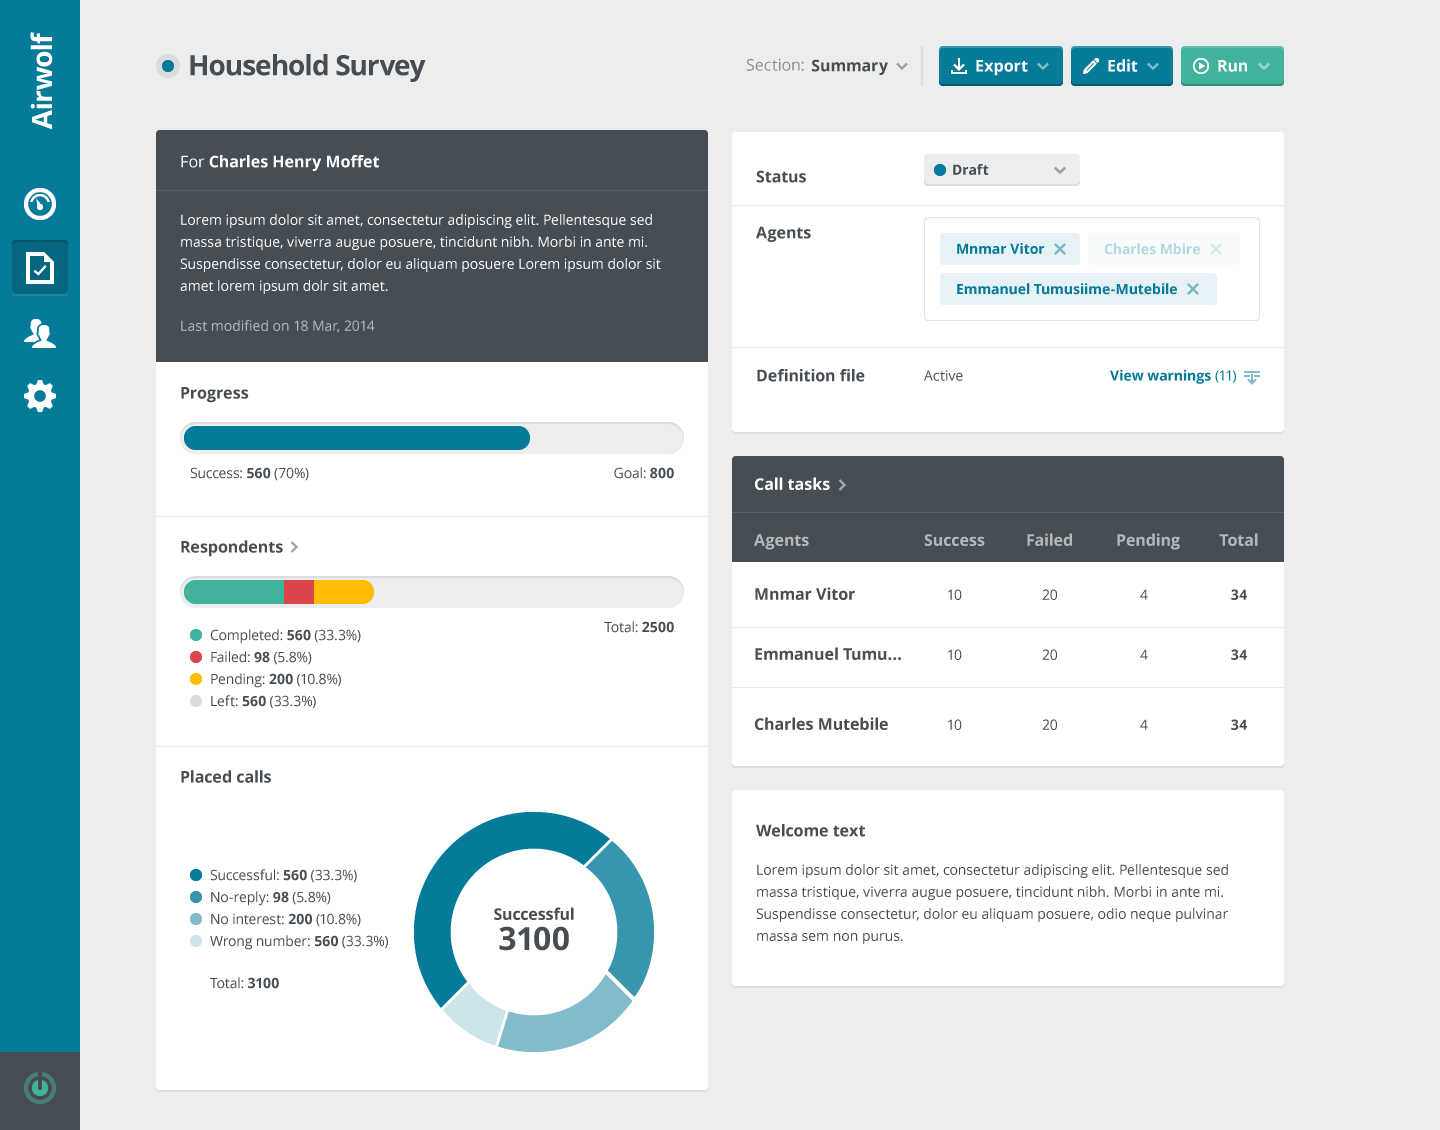 Airwolf
Household Survey
Section: Summary
Export
Edit
Run
For Charles Henry Moffet
Lorem ipsum dolor sit amet, consectetur adipiscing elit. Pellentesque sed
massa tristique, viverra augue posuere, tincidunt nibh. Morbi in ante mi.
Suspendisse consectetur, dolor eu aliquam posuere Lorem ipsum dolor sit
amet lorem ipsum dolr sit amet.
Last modified on 18 Mar, 2014
Progress
Success: 560 (70%)
Goal: 800
Respondents
Total: 2500
Completed: 560 (33.3%)
Failed: 98 (5.8%)
Pending: 200 (10.8%)
Left: 560 (33.3%)
Placed calls
Successful: 560 (33.3%)
No-reply: 98 (5.8%)
No interest: 200 (10.8%)
Wrong number: 560 (33.3%)
Total: 3100
Successful
3100
Status
Draft
Agents
Mnmar Vitor
Charles Mbire
Emmanuel Tumusiime-Mutebile
Definition file
Active
View warnings (11)
Call tasks
Agents Success Failed Pending Total
Mnmar Vitor 10 20 4 34
Emmanuel Tumu... 10 20 4 34
Charles Mutebile 10 20 4 34
Welcome text
Lorem ipsum dolor sit amet, consectetur adipiscing elit. Pellentesque sed
massa tristique, viverra augue posuere, tincidunt nibh. Morbi in ante mi.
Suspendisse consectetur, dolor eu aliquam posuere, odio neque pulvinar
massa sem non purus.